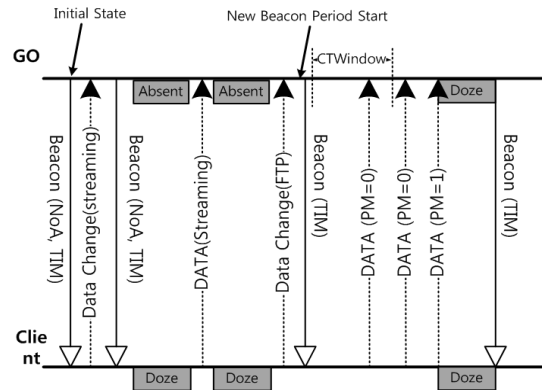 Initial State
New Beacon Period Start
GO
CTWindow
Absent
Absent
Doze
Beacon (NoA, TIM)
Data Change(streaming)
Beacon (NoA, TIM)
DATA(Streaming)
Data Change(FTP)
Beacon (TIM)
DATA (PM=0)
DATA (PM=0)
DATA (PM=1)
Beacon (TIM)
Clie
nt
Doze
Doze
Doze